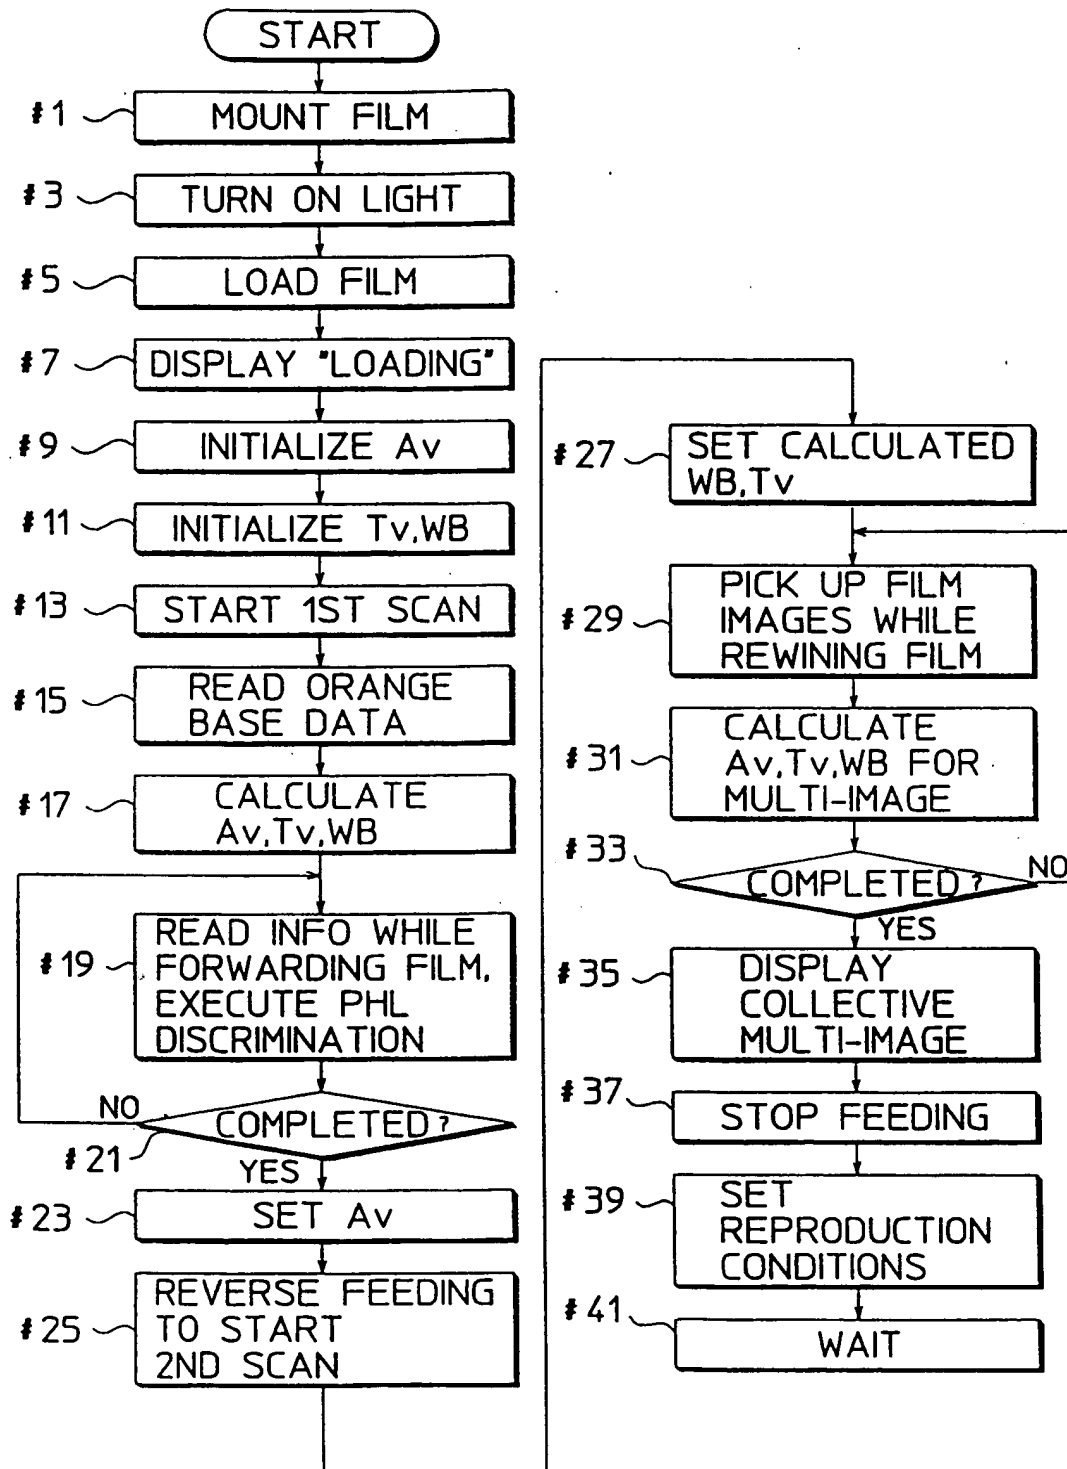 START
#1
MOUNT FILM
#3
TURN ON LIGHT
#5
LOAD FILM
#7
DISPLAY "LOADING"
#9
INITIALIZE Av
#11
INITIALIZE Tv,WB
#13
START 1ST SCAN
#15
READ ORANGE
BASE DATA
#17
CALCULATE
Av,Tv,WB
#19
READ INFO WHILE
FORWARDING FILM,
EXECUTE PHL
DISCRIMINATION
NO
COMPLETED?
#21
YES
#23
SET Av
#25
REVERSE FEEDING
TO START
2ND SCAN
#27
SET CALCULATED
WB,Tv
#29
PICK UP FILM
IMAGES WHILE
REWINING FILM
#31
CALCULATE
Av,Tv,WB FOR
MULTI-IMAGE
#33
COMPLETED?
NO
YES
#35
DISPLAY
COLLECTIVE
MULTI-IMAGE
#37
STOP FEEDING
#39
SET
REPRODUCTION
CONDITIONS
#41
WAIT